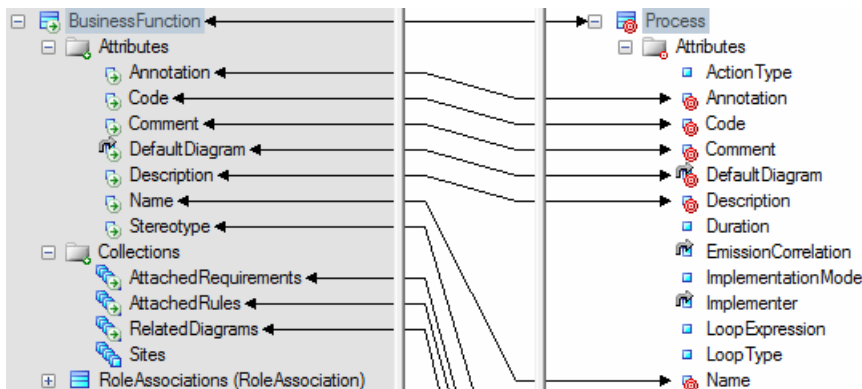 BusinessFunction
Attributes
Annotation
Code
Comment
DefaultDiagram
Description
Name
Stereotype
Collections
AttachedRequirements
AttachedRules
RelatedDiagrams
Sites
RoleAssociations (RoleAssociation)
Process
Attributes
ActionType
Annotation
Code
Comment
DefaultDiagram
Description
Duration
EmissionCorrelation
ImplementationMode
Implementer
LoopExpression
LoopType
Name